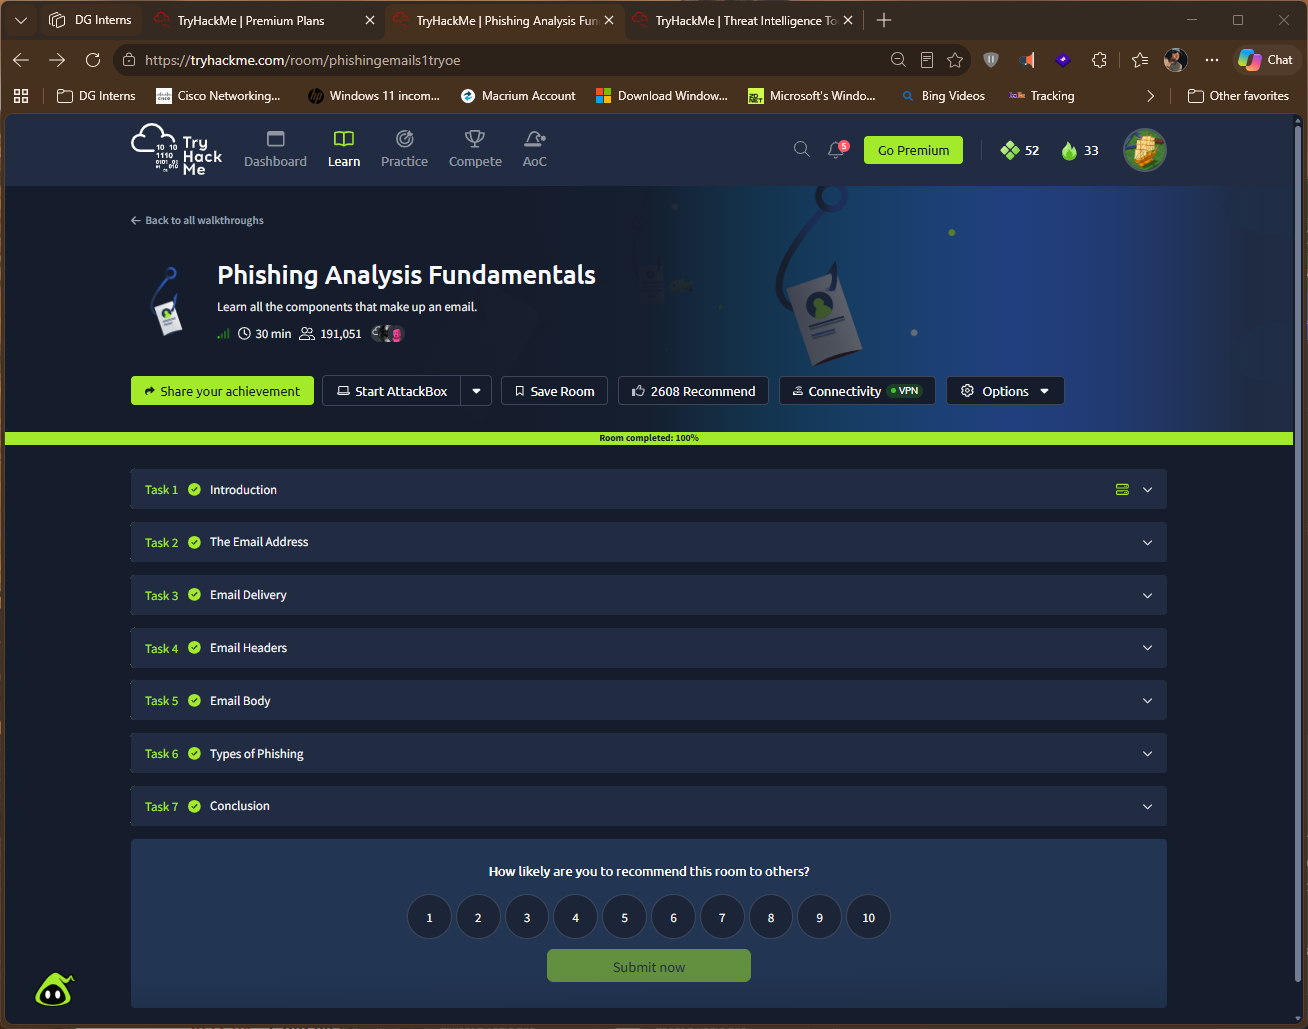 DG Interns
TryHackMe | Premium Plans
TryHackMe | Phishing Analysis Fun
TryHackMe | Threat Intelligence To
https://tryhackme.com/room/phishingemails1tryoe
Chat
DG Interns
Cisco Networking...
Windows 11 incom...
Macrium Account
Download Window...
Microsoft's Windo...
Bing Videos
Tracking
Other favorites
Try Hack Me
Dashboard
Learn
Practice
Compete
AoC
5
Go Premium
52
33
Back to all walkthroughs
Phishing Analysis Fundamentals
Learn all the components that make up an email.
30 min 191,051
Share your achievement
Start AttackBox
Save Room
2608 Recommend
Connectivity VPN
Options
Room completed: 100%
Task 1 Introduction
Task 2 The Email Address
Task 3 Email Delivery
Task 4 Email Headers
Task 5 Email Body
Task 6 Types of Phishing
Task 7 Conclusion
How likely are you to recommend this room to others?
1 2 3 4 5 6 7 8 9 10
Submit now